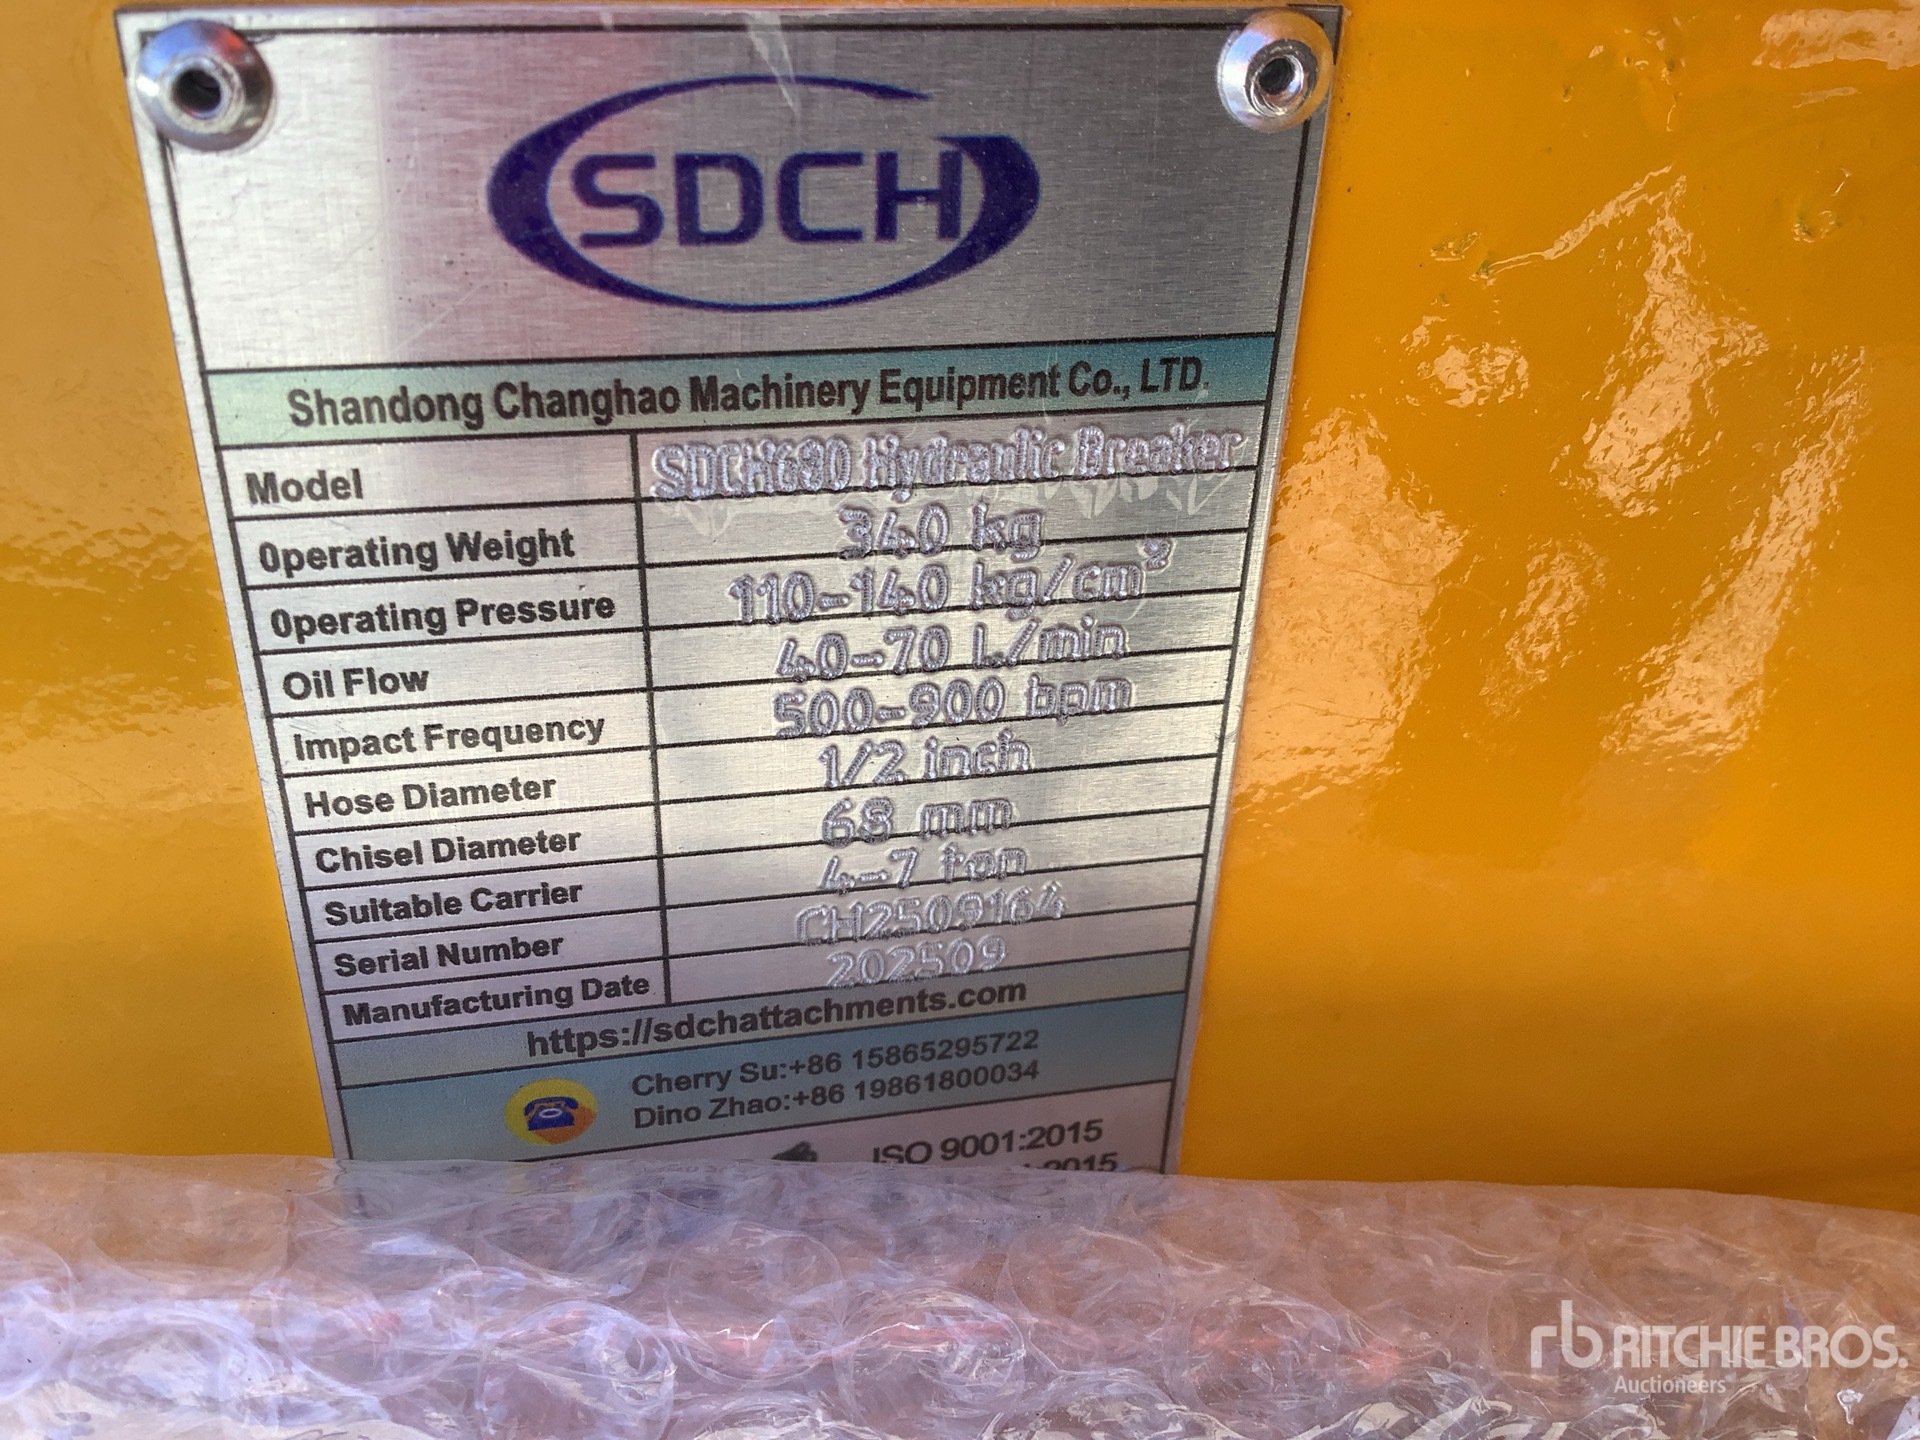 SDCH
Shandong Changhao Machinery Equipment Co., LTD.
Model SDCH680 Hydraulic Breaker
Operating Weight 340 kg
Operating Pressure 110-140 kg/cm²
Oil Flow 40-70 L/min
Impact Frequency 500-900 bpm
Hose Diameter 1/2 inch
Chisel Diameter 68 mm
Suitable Carrier 4-7 ton
Serial Number CH2509164
Manufacturing Date 202509
https://sdchattachments.com
Cherry Su:+86 15865295722
Dino Zhao:+86 19861800034
ISO 9001:2015
:2015
rb RITCHIE BROS.
Auctioneers